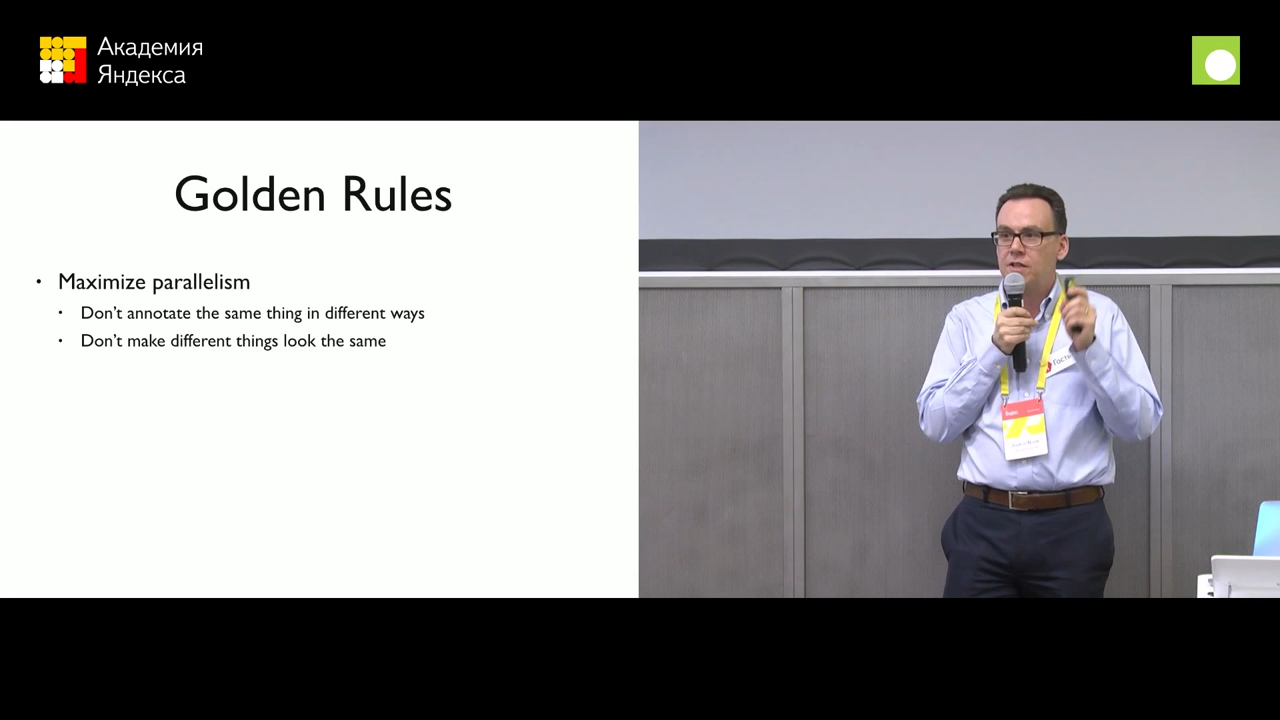 Академия
Яндекса
Golden Rules
• Maximize parallelism
• Don't annotate the same thing in different ways
• Don't make different things look the same
Гость